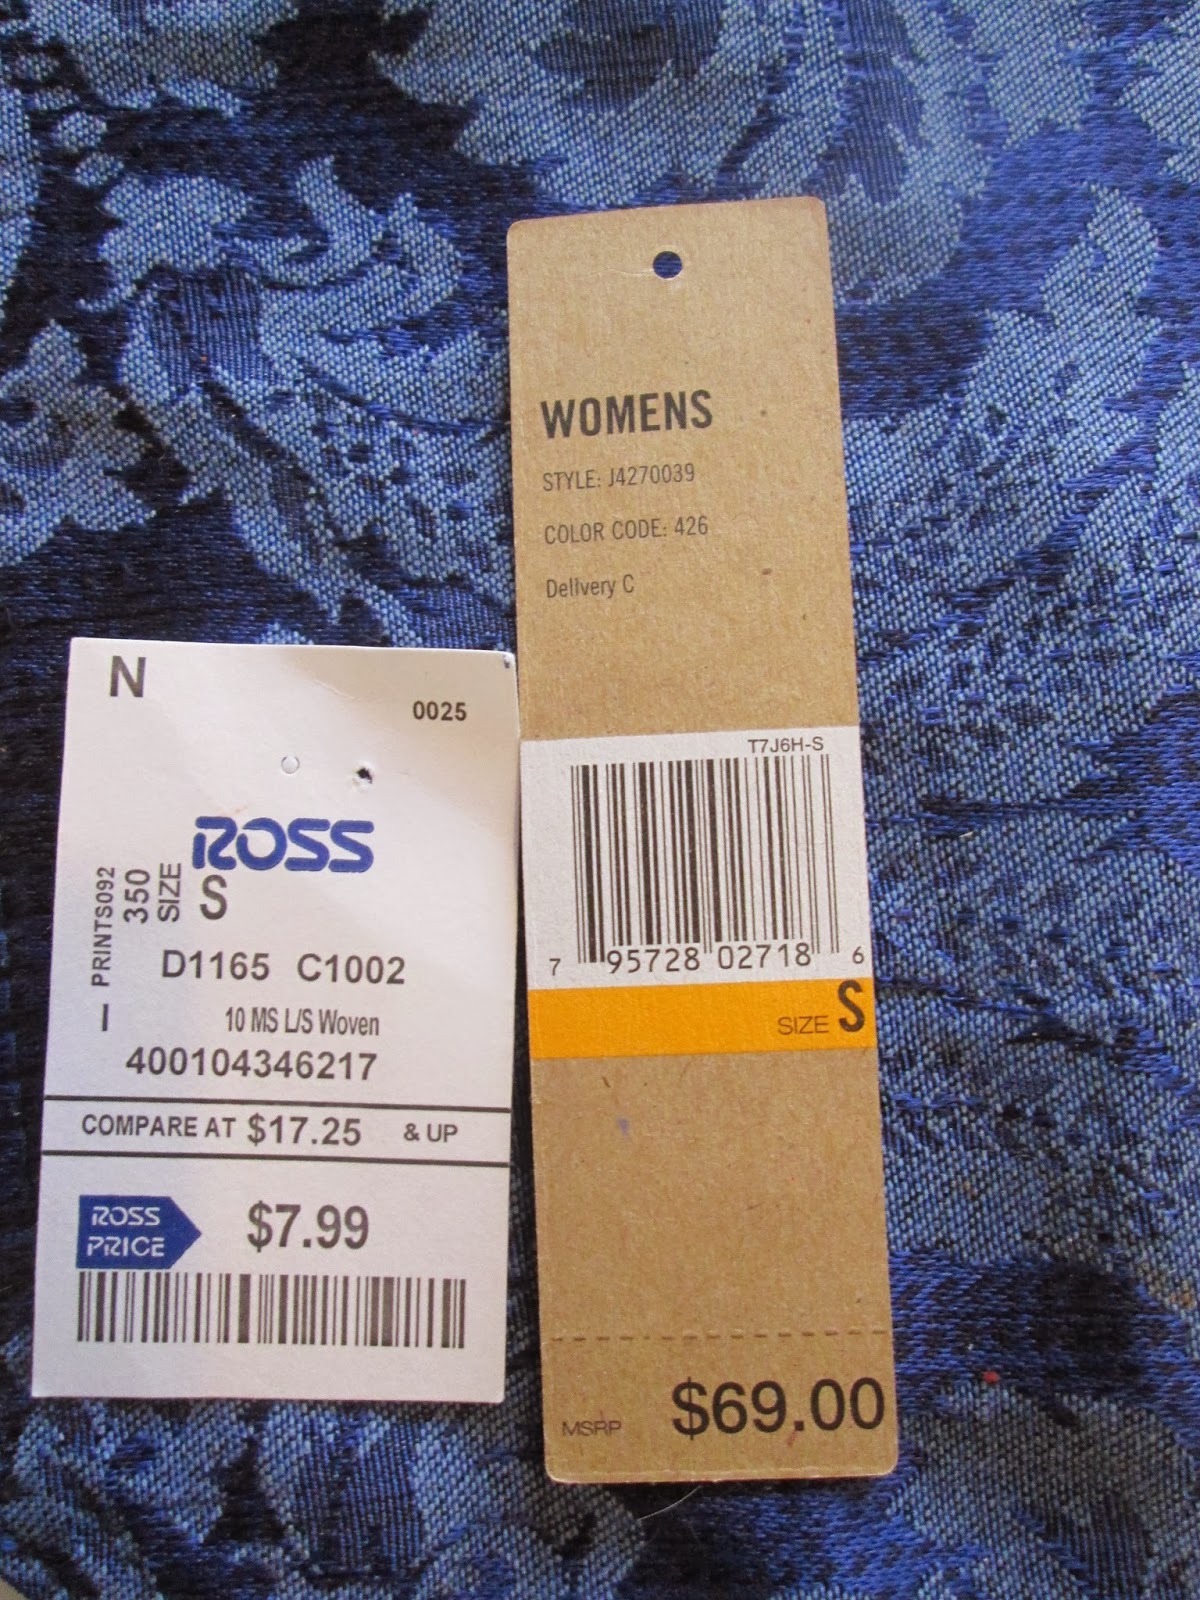 N
0025
ROSS
PRINTS092
350
SIZE
S
I
D1165 C1002
10 MS L/S Woven
400104346217
COMPARE AT $17.25 & UP
ROSS
PRICE
$7.99
WOMENS
STYLE: J4270039
COLOR CODE: 426
Delivery C
T7J6H-S
7 95728 02718 6
SIZE S
MSRP $69.00